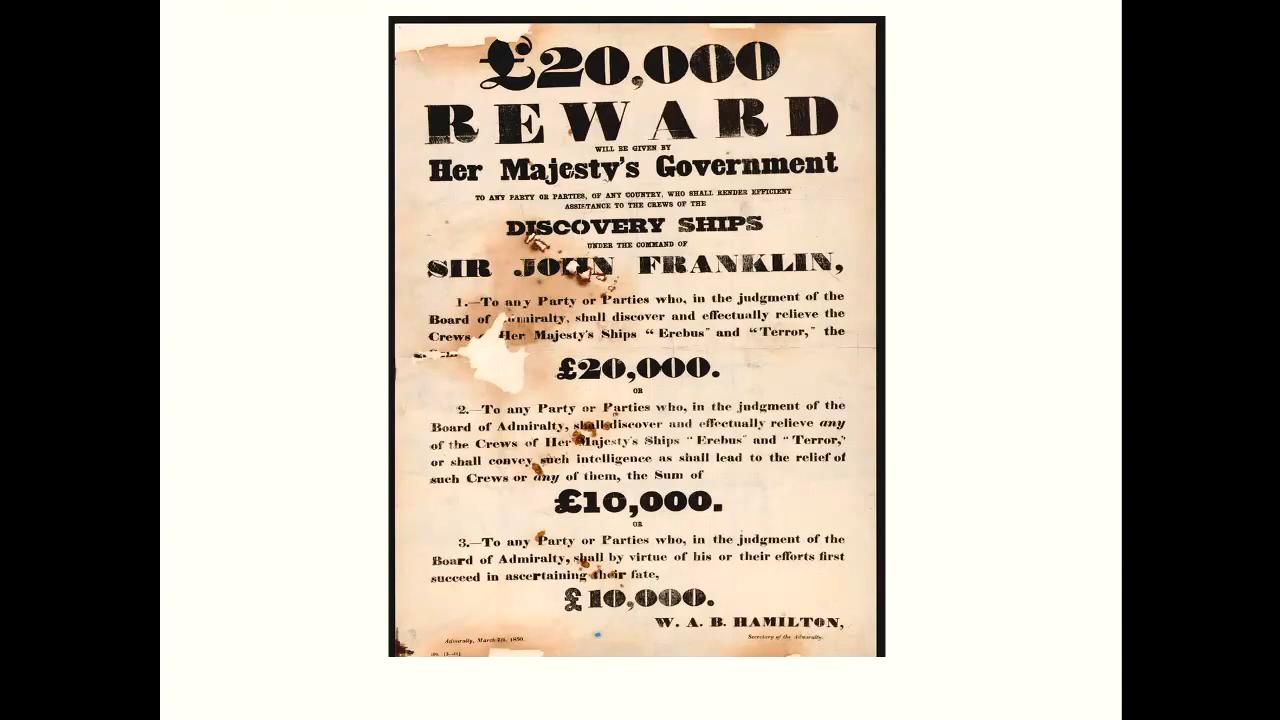 £20,000
REWARD
WILL BE GIVEN BY
Her Majesty's Government
TO ANY PARTY OR PARTIES, OF ANY COUNTRY, WHO SHALL RENDER EFFICIENT
ASSISTANCE TO THE CREWS OF THE
DISCOVERY SHIPS
UNDER THE COMMAND OF
SIR JOHN FRANKLIN,
1.—To any Party or Parties who, in the judgment of the
Board of Admiralty, shall discover and effectually relieve the
Crews Her Majesty's Ships "Erebus" and "Terror," the
£20,000.
OR
2.—To any Party or Parties who, in the judgment of the
Board of Admiralty, shall discover and effectually relieve any
of the Crews of Her Majesty's Ships "Erebus" and "Terror,"
or shall convey such intelligence as shall lead to the relief of
such Crews or any of them, the Sum of
£10,000.
OR
3.—To any Party or Parties who, in the judgment of the
Board of Admiralty, shall by virtue of his or their efforts first
succeed in ascertaining their fate,
£10,000.
W. A. B. HAMILTON,
Admiralty, March 7th, 1850.
Secretary of the Admiralty.